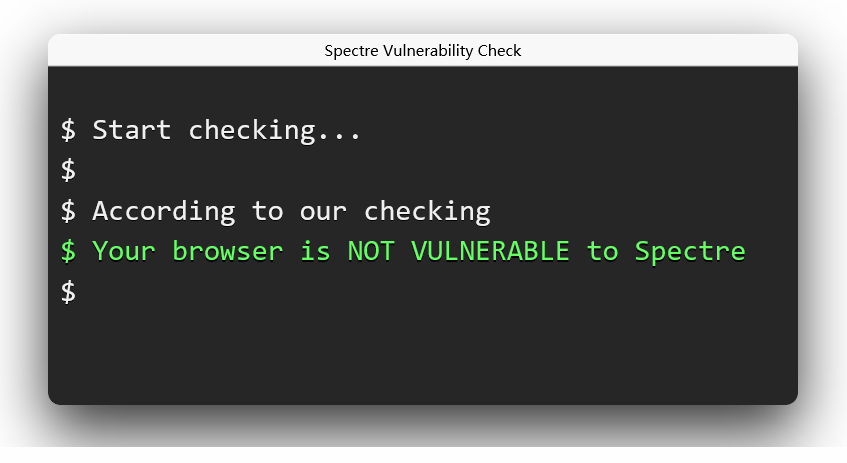 Spectre Vulnerability Check
$ Start checking...
$
$ According to our checking
$ Your browser is NOT VULNERABLE to Spectre
$